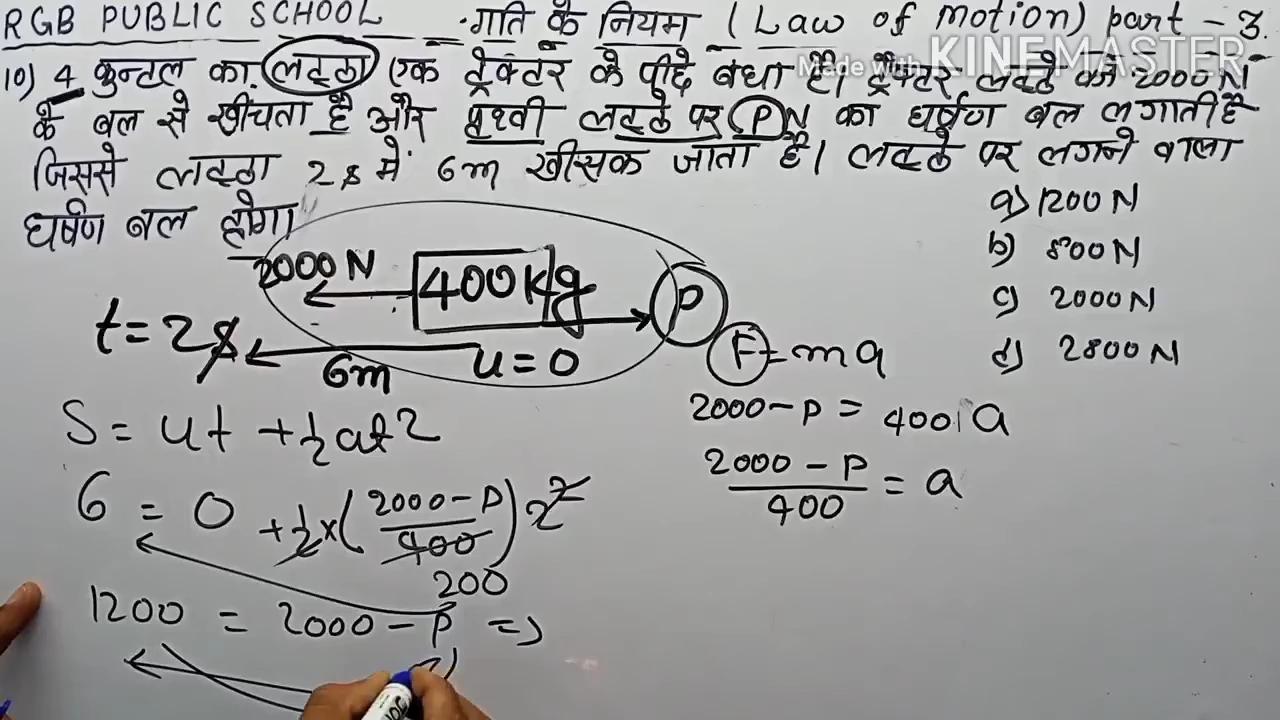 RGB PUBLIC SCHOOL - गति के नियम (Law of motion) part - 3.
Made with KINEMASTER
10) 4 कुन्टल का लट्ठा एक ट्रेक्टर के पीछे बंधा है। ट्रेक्टर लट्ठे को 2000 N
के बल से खींचता है और पृथ्वी लट्ठे पर P N का घर्षण बल लगाती है
जिससे लट्ठा 2s में 6m खीसक जाता है। लट्ठे पर लगने वाला
घर्षण बल होगा
a) 1200 N
b) 800 N
c) 2000 N
d) 2800 N
2000 N 400 Kg P
t = 2s 6m u = 0
F = ma
S = ut + 1/2 at2
2000 - P = 400 a
2000 - P / 400 = a
6 = 0 + 1/2 × (2000 - P / 400) 2²
200
1200 = 2000 - P =>